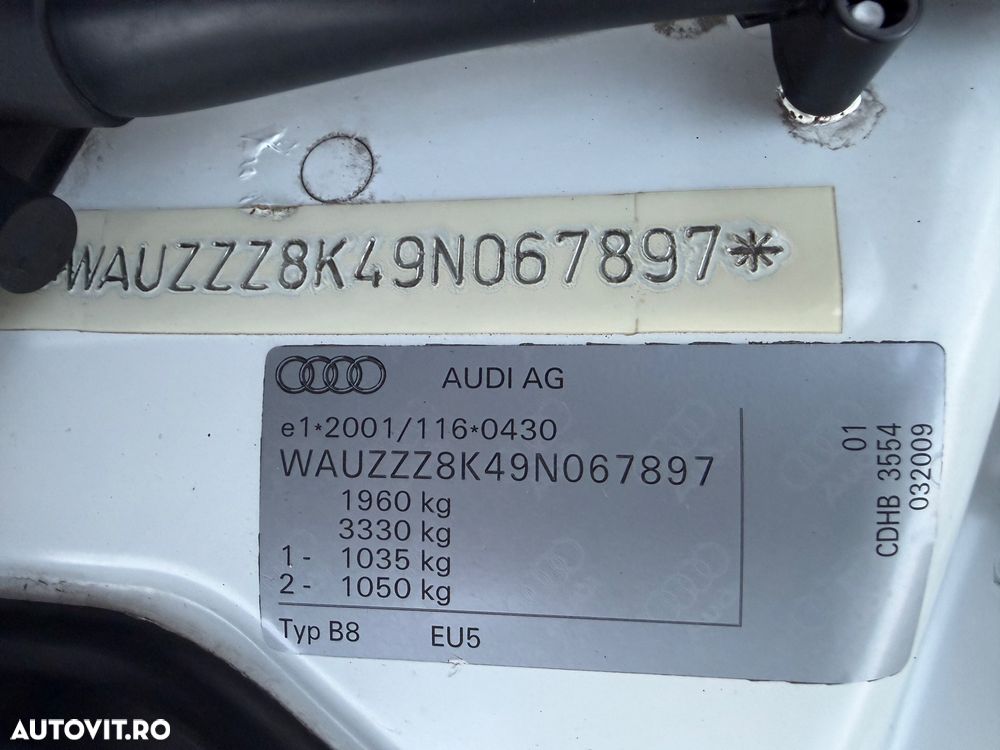 WAUZZZ8K49N067897*
AUDI AG
e1*2001/116*0430
WAUZZZ8K49N067897
1960 kg
3330 kg
1- 1035 kg
2- 1050 kg
Typ B8 EU5
01
CDHB 3554
032009
AUTOVIT.RO